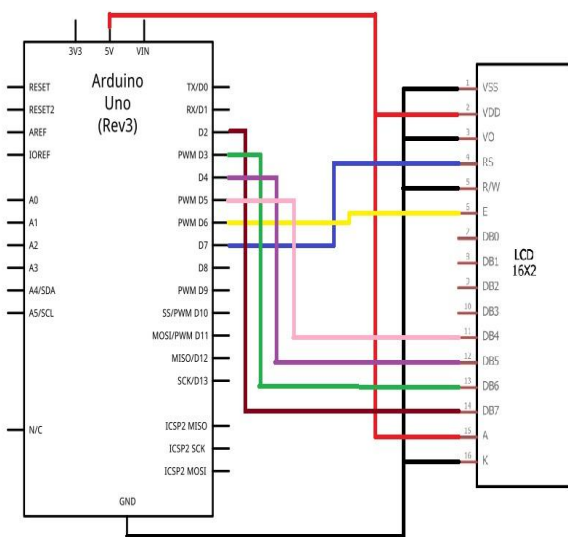 3V3
5V
VIN
Arduino
Uno
(Rev3)
RESET
RESET2
AREF
IOREF
A0
A1
A2
A3
A4/SDA
A5/SCL
N/C
TX/D0
RX/D1
D2
PWM D3
D4
PWM D5
PWM D6
D7
D8
PWM D9
SS/PWM D10
MOSI/PWM D11
MISO/D12
SCK/D13
ICSP2 MISO
ICSP2 SCK
ICSP2 MOSI
GND
1 VSS
2 VDD
3 VO
4 RS
5 R/W
6 E
7 DB0
DB1
DB2
10 DB3
11 DB4
12 DB5
13 DB6
14 DB7
15 A
16 K
LCD
16X2